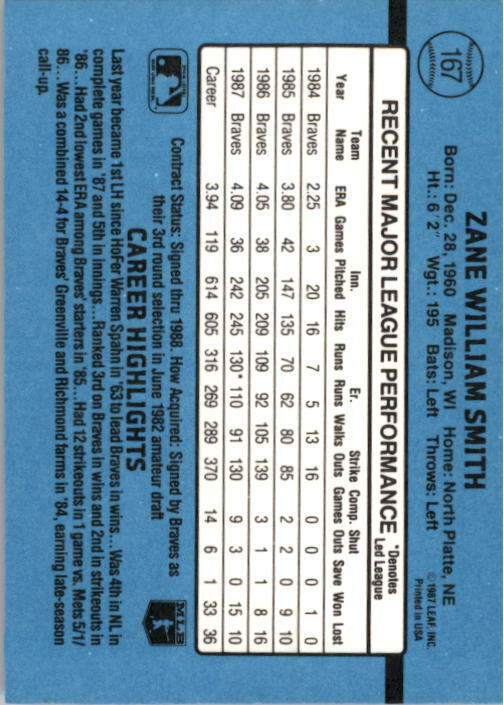 167
ZANE WILLIAM SMITH
Born: Dec. 28, 1960 Madison, WI Home: North Platte, NE
Ht.: 6'2" Wgt.: 195 Bats: Left Throws: Left
©1987 LEAF, INC.
Printed in USA
RECENT MAJOR LEAGUE PERFORMANCE *Denotes Led League
Year Team Name ERA Games Inn. Pitched Hits Runs Er. Runs Walks Strike Outs Comp. Games Shut Outs Save Won Lost
1984 Braves 2.25 3 20 16 7 5 13 16 0 0 0 1 0
1985 Braves 3.80 42 147 135 70 62 80 85 2 2 0 9 10
1986 Braves 4.05 38 205 209 109 92 105 139 3 1 1 8 16
1987 Braves 4.09 36 242 245 130* 110 91 130 9 3 0 15 10
Career 3.94 119 614 605 316 269 289 370 14 6 1 33 36
Contract Status: Signed thru 1988. How Acquired: Signed by Braves as
their 3rd round selection in June 1982 amateur draft
MLB
CAREER HIGHLIGHTS
Last year became 1st LH since HoFer Warren Spahn in '63 to lead Braves in wins... Was 4th in NL in
complete games in '87 and 5th in innings... Ranked 3rd on Braves in wins and 2nd in strikeouts in
'86... Had 2nd lowest ERA among Braves' starters in '85... Had 12 strikeouts in 1 game vs. Mets 5/1/
86... Was a combined 14-4 for Braves' Greenville and Richmond farms in '84, earning late-season
call-up.